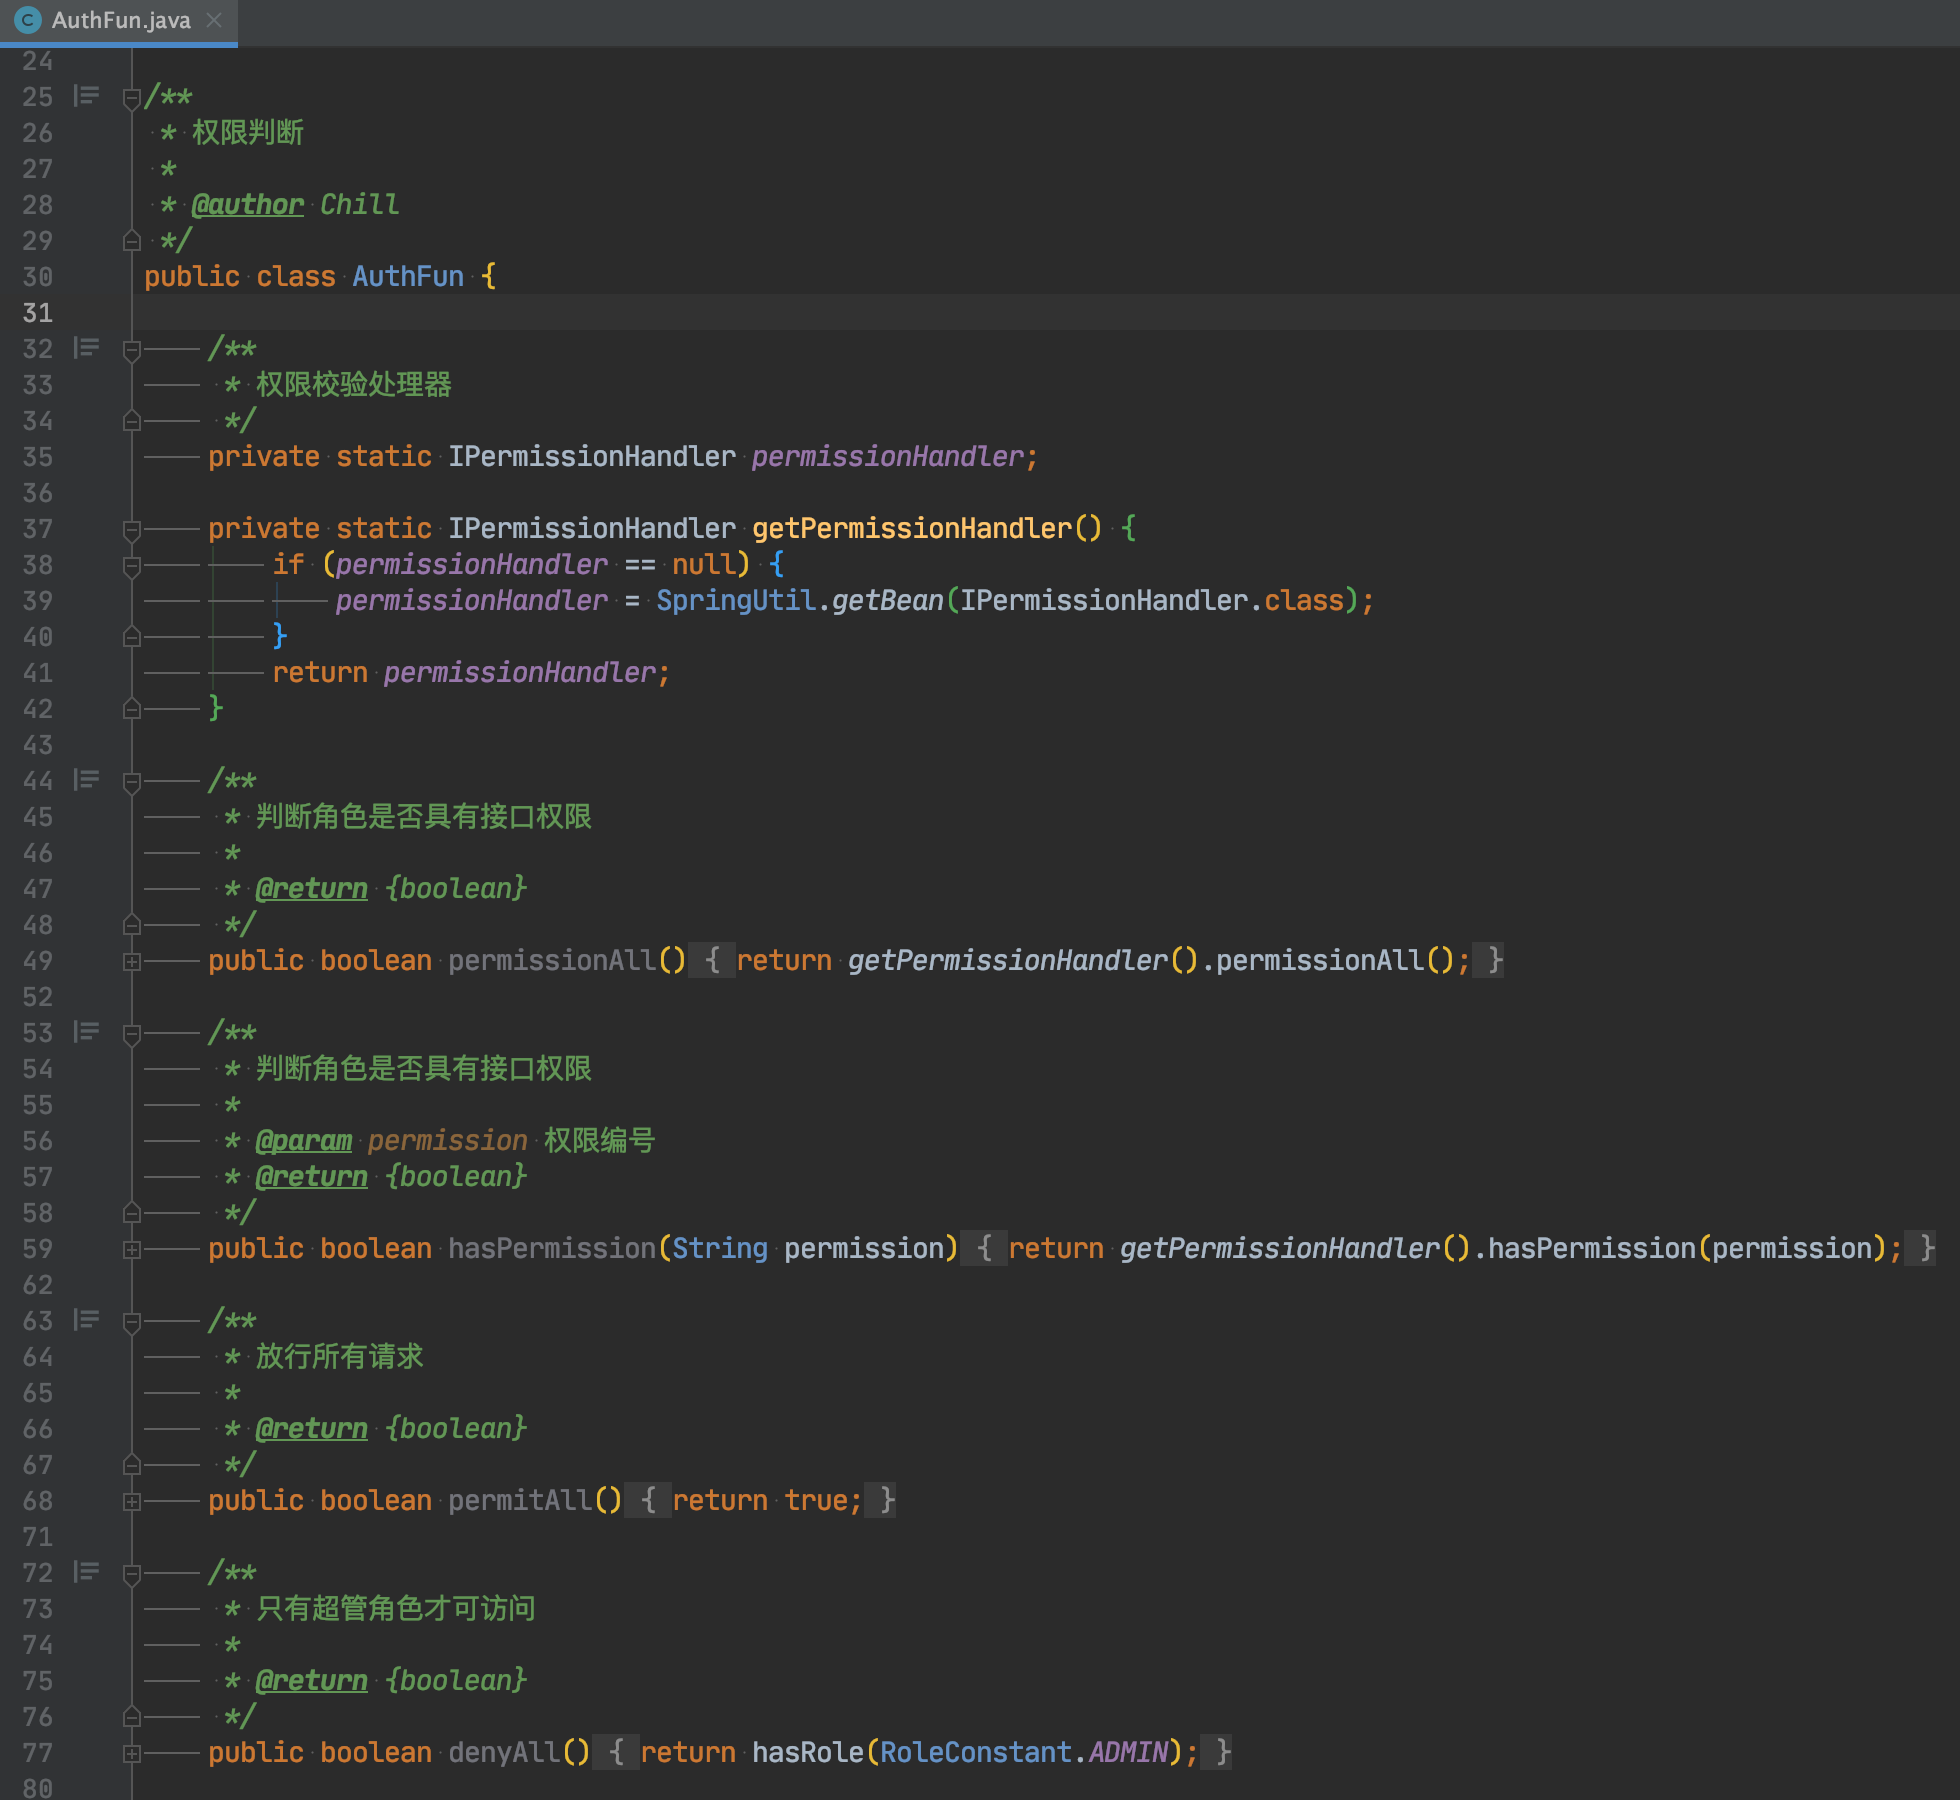 AuthFun.java
24
25 /**
26  * 权限判断
27  *
28  * @author Chill
29  */
30 public class AuthFun {
31
32     /**
33      * 权限校验处理器
34      */
35     private static IPermissionHandler permissionHandler;
36
37     private static IPermissionHandler getPermissionHandler() {
38         if (permissionHandler == null) {
39             permissionHandler = SpringUtil.getBean(IPermissionHandler.class);
40         }
41         return permissionHandler;
42     }
43
44     /**
45      * 判断角色是否具有接口权限
46      *
47      * @return {boolean}
48      */
49     public boolean permissionAll() { return getPermissionHandler().permissionAll(); }
52
53     /**
54      * 判断角色是否具有接口权限
55      *
56      * @param permission 权限编号
57      * @return {boolean}
58      */
59     public boolean hasPermission(String permission) { return getPermissionHandler().hasPermission(permission); }
62
63     /**
64      * 放行所有请求
65      *
66      * @return {boolean}
67      */
68     public boolean permitAll() { return true; }
71
72     /**
73      * 只有超管角色才可访问
74      *
75      * @return {boolean}
76      */
77     public boolean denyAll() { return hasRole(RoleConstant.ADMIN); }
80